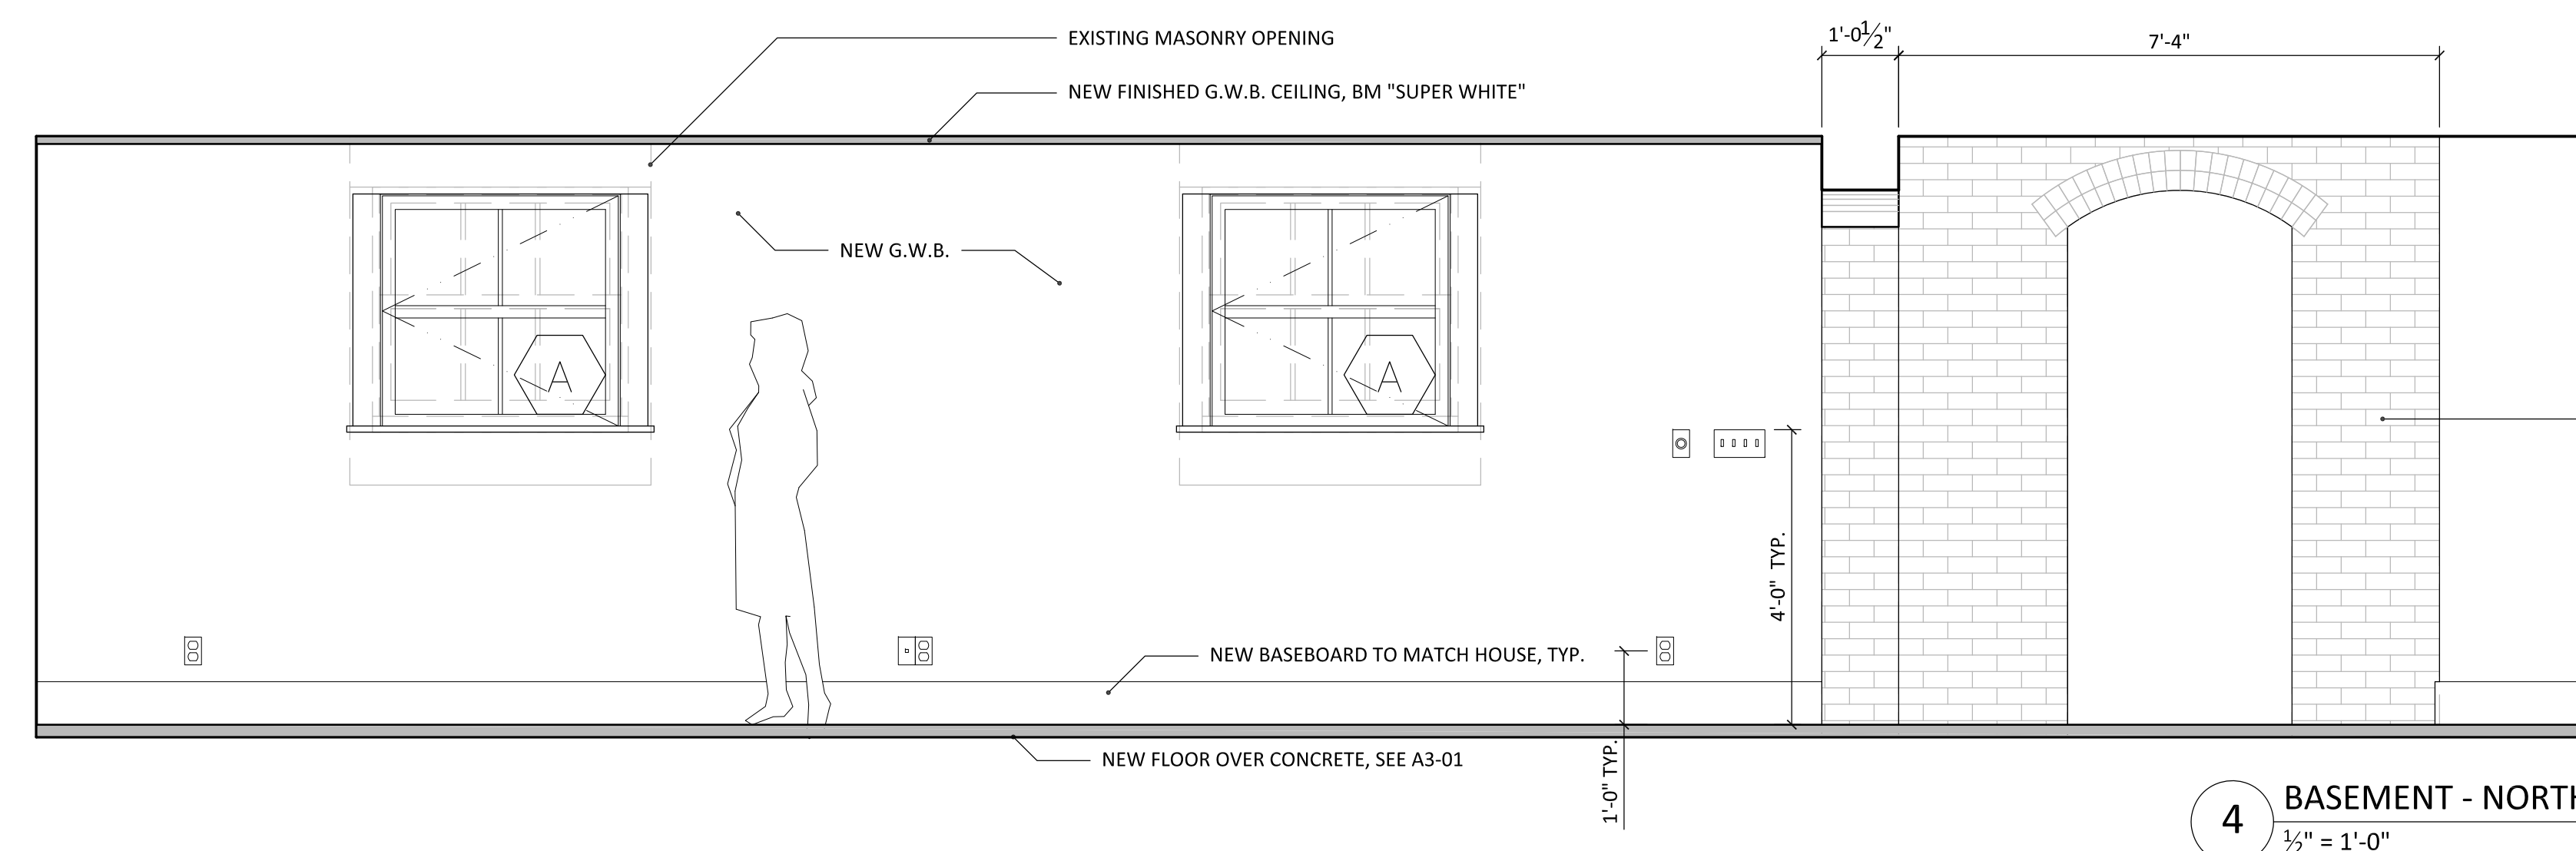 EXISTING MASONRY OPENING
1'-0½"
7'-4"
NEW FINISHED G.W.B. CEILING, BM "SUPER WHITE"
NEW G.W.B.
A
A
4'-0" TYP.
NEW BASEBOARD TO MATCH HOUSE, TYP.
1'-0" TYP.
NEW FLOOR OVER CONCRETE, SEE A3-01
4
BASEMENT - NORTH
½" = 1'-0"